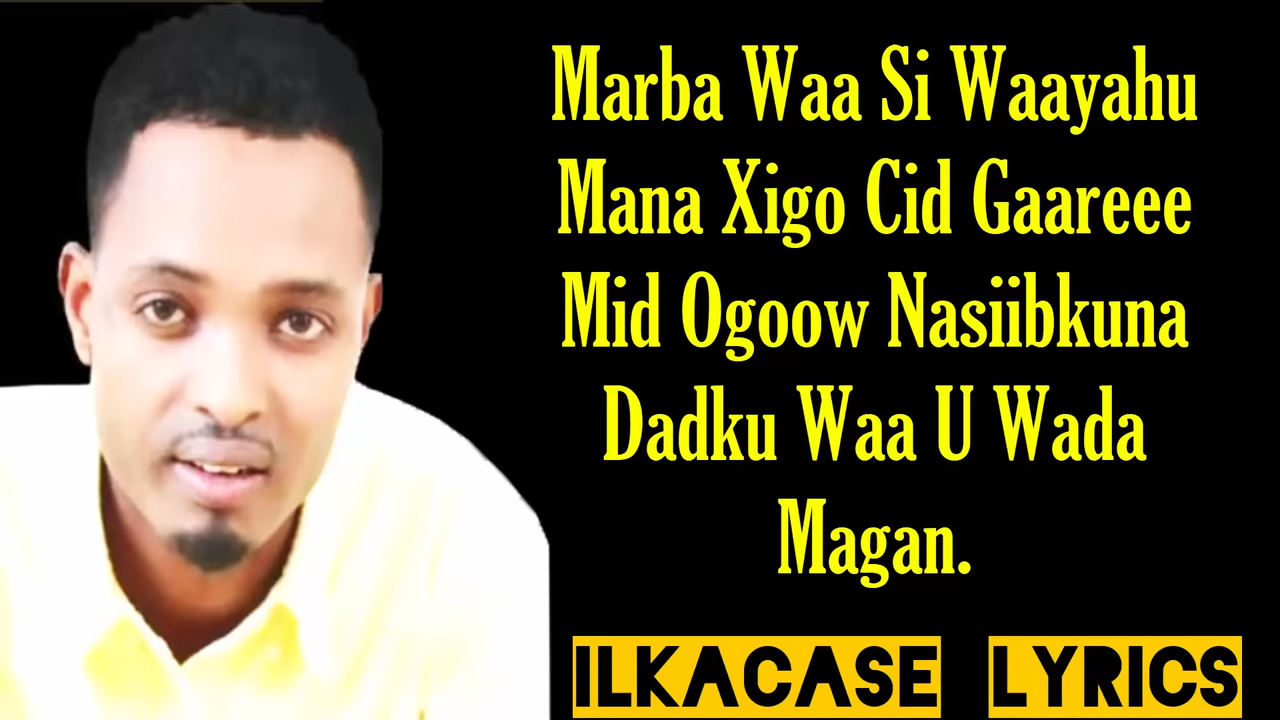 Marba Waa Si Waayahu
Mana Xigo Cid Gaareee
Mid Ogoow Nasiibkuna
Dadku Waa U Wada
Magan.
ILKACASE LYRICS